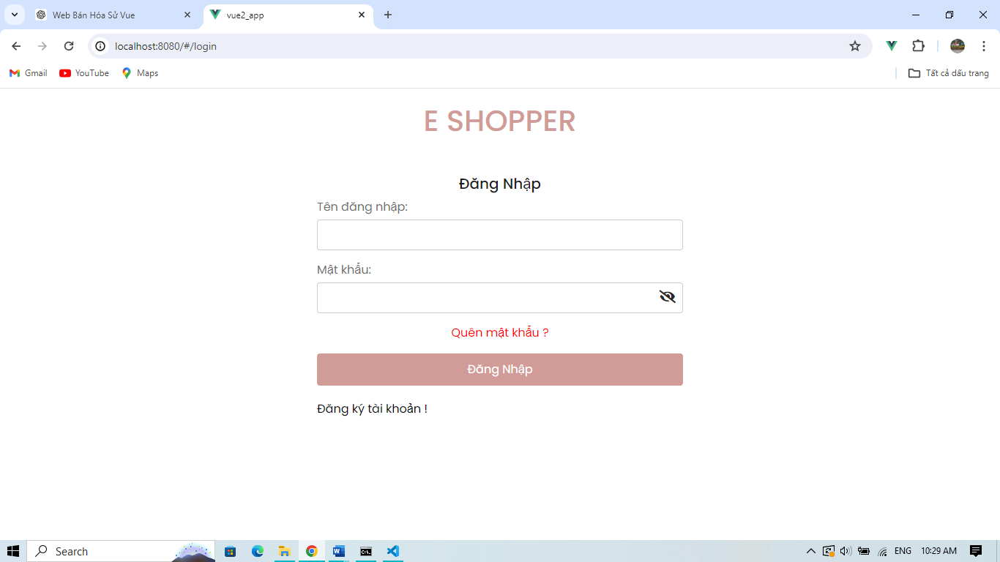 Web Bán Hóa Sử Vue
vue2_app
localhost:8080/#/login
Gmail
YouTube
Maps
Tất cả dấu trang
E SHOPPER
Đăng Nhập
Tên đăng nhập:
Mật khẩu:
Quên mật khẩu ?
Đăng Nhập
Đăng ký tài khoản !
Search
ENG
10:29 AM